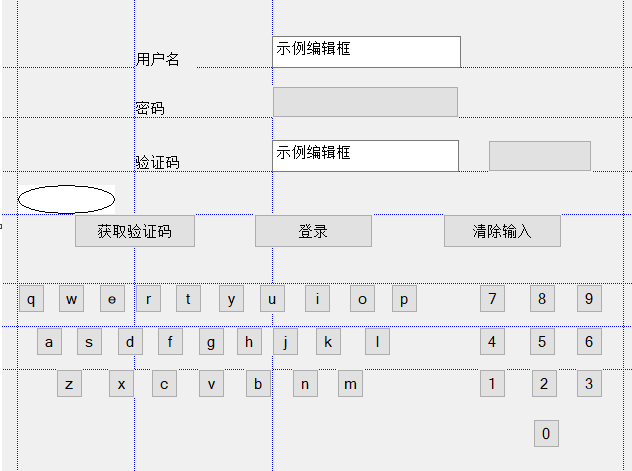 用户名 示例编辑框
密码
验证码 示例编辑框
获取验证码 登录 清除输入
q w e r t y u i o p 7 8 9
a s d f g h j k l 4 5 6
z x c v b n m 1 2 3
0